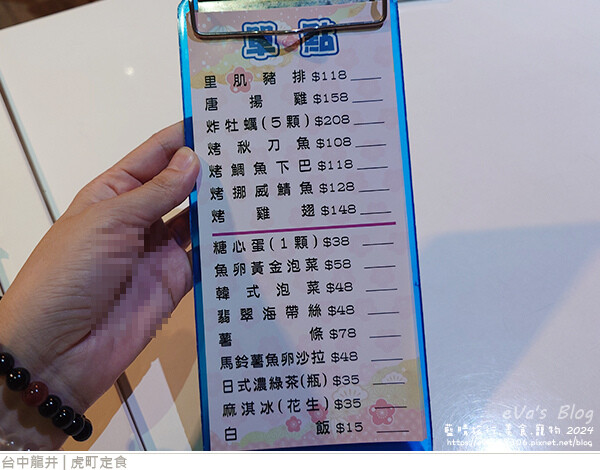 單點
里肌豬排 $118
唐揚雞 $158
炸牡蠣(5顆) $208
烤秋刀魚 $108
烤鯛魚下巴 $118
烤挪威鯖魚 $128
烤雞翅 $148
糖心蛋(1顆) $38
魚卵黃金泡菜 $58
韓式泡菜 $48
翡翠海帶絲 $48
薯條 $78
馬鈴薯魚卵沙拉 $48
日式濃綠茶(瓶) $35
麻淇冰(花生) $35
白飯 $15
eVa's Blog
2024
台中龍井 | 虎町定食